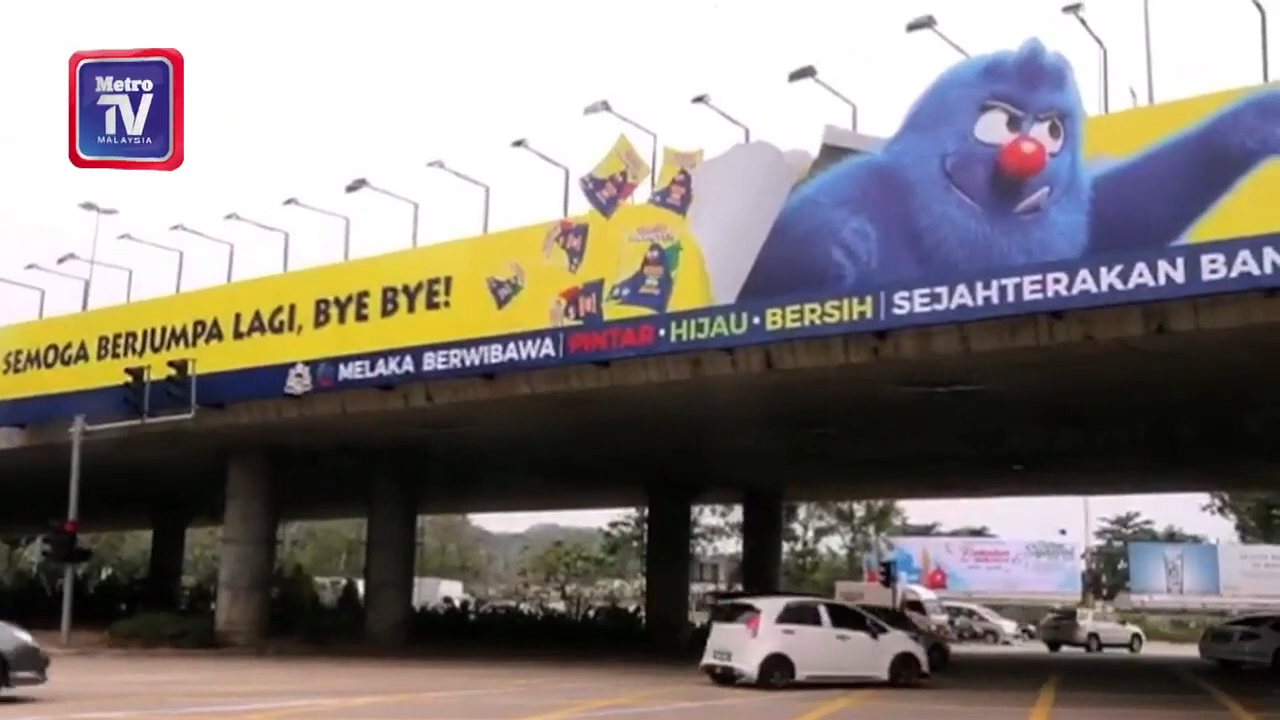 Metro
TV
MALAYSIA
SEMOGA BERJUMPA LAGI, BYE BYE!
MELAKA BERWIBAWA | PINTAR · HIJAU · BERSIH | SEJAHTERAKAN BAN